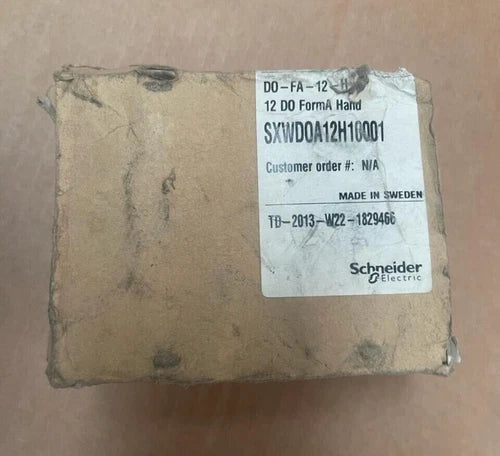 DO-FA-12-H
12 DO FormA Hand
SXWDOA12H10001
Customer order #: N/A
MADE IN SWEDEN
TD-2013-W22-1829466
Schneider
Electric